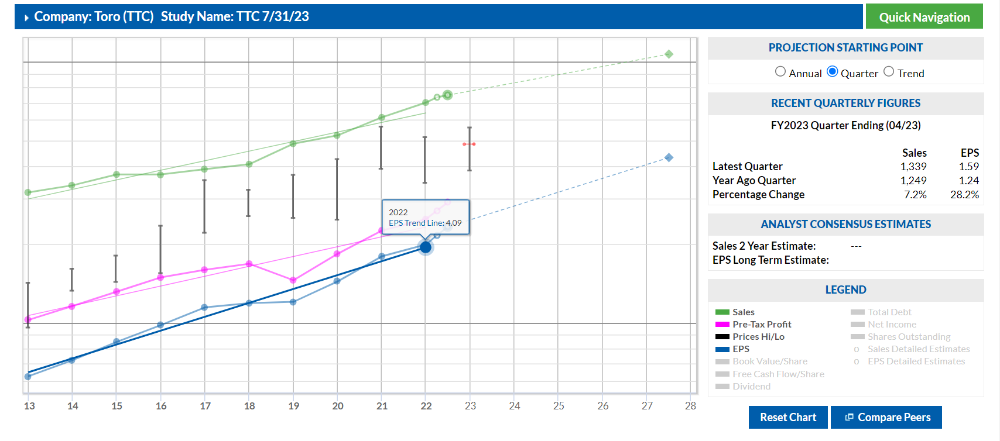 Company: Toro (TTC) Study Name: TTC 7/31/23
Quick Navigation
2022
EPS Trend Line: 4.09
13 14 15 16 17 18 19 20 21 22 23 24 25 26 27 28
PROJECTION STARTING POINT
Annual Quarter Trend
RECENT QUARTERLY FIGURES
FY2023 Quarter Ending (04/23)
Sales EPS
Latest Quarter 1,339 1.59
Year Ago Quarter 1,249 1.24
Percentage Change 7.2% 28.2%
ANALYST CONSENSUS ESTIMATES
Sales 2 Year Estimate: ---
EPS Long Term Estimate:
LEGEND
Sales Total Debt
Pre-Tax Profit Net Income
Prices Hi/Lo Shares Outstanding
EPS o Sales Detailed Estimates
Book Value/Share o EPS Detailed Estimates
Free Cash Flow/Share
Dividend
Reset Chart Compare Peers